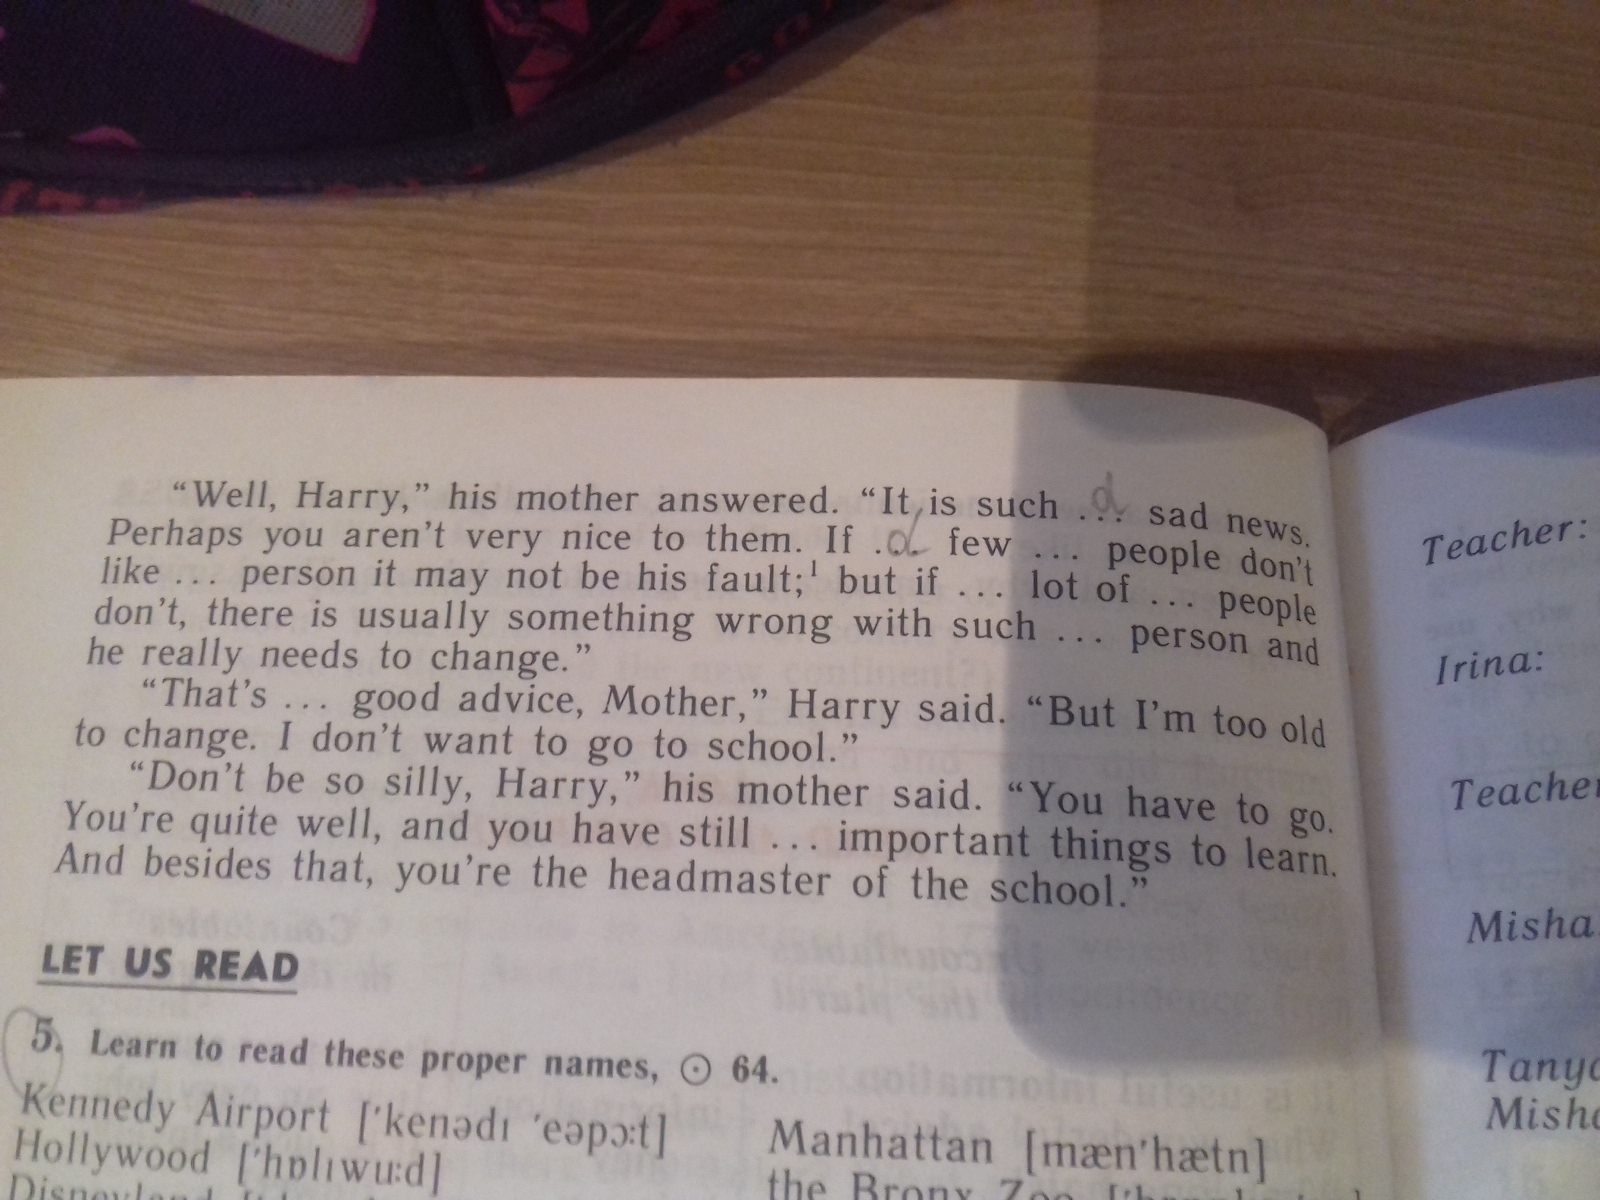 “Well, Harry,” his mother answered. “It is such .a. sad news.
Perhaps you aren't very nice to them. If .a. few ... people don't
like ... person it may not be his fault;¹ but if ... lot of ... people
don't, there is usually something wrong with such ... person and
he really needs to change.”
“That's ... good advice, Mother,” Harry said. “But I'm too old
to change. I don't want to go to school.”
“Don't be so silly, Harry,” his mother said. “You have to go.
You're quite well, and you have still ... important things to learn.
And besides that, you're the headmaster of the school.”
LET US READ
5. Learn to read these proper names, ⊙ 64.
Kennedy Airport ['kenədı 'eəpɔ:t]
Hollywood ['hɒlıwu:d]
Disneyland
Manhattan [mæn'hætn]
the Bronx Zoo
Teacher:
Irina:
Teacher
Misha
Tanya
Misha